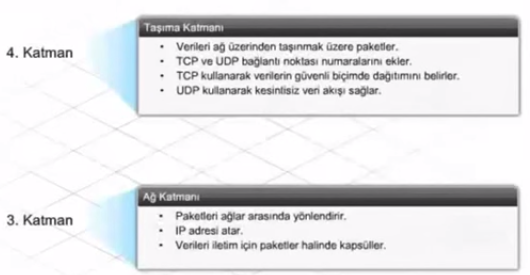 Taşıma Katmanı
4. Katman
• Verileri ağ üzerinden taşınmak üzere paketler.
• TCP ve UDP bağlantı noktası numaralarını ekler.
• TCP kullanarak verilerin güvenli biçimde dağıtımını belirler.
• UDP kullanarak kesintisiz veri akışı sağlar.
Ağ Katmanı
3. Katman
• Paketleri ağlar arasında yönlendirir.
• IP adresi atar.
• Verileri iletim için paketler halinde kapsüller.